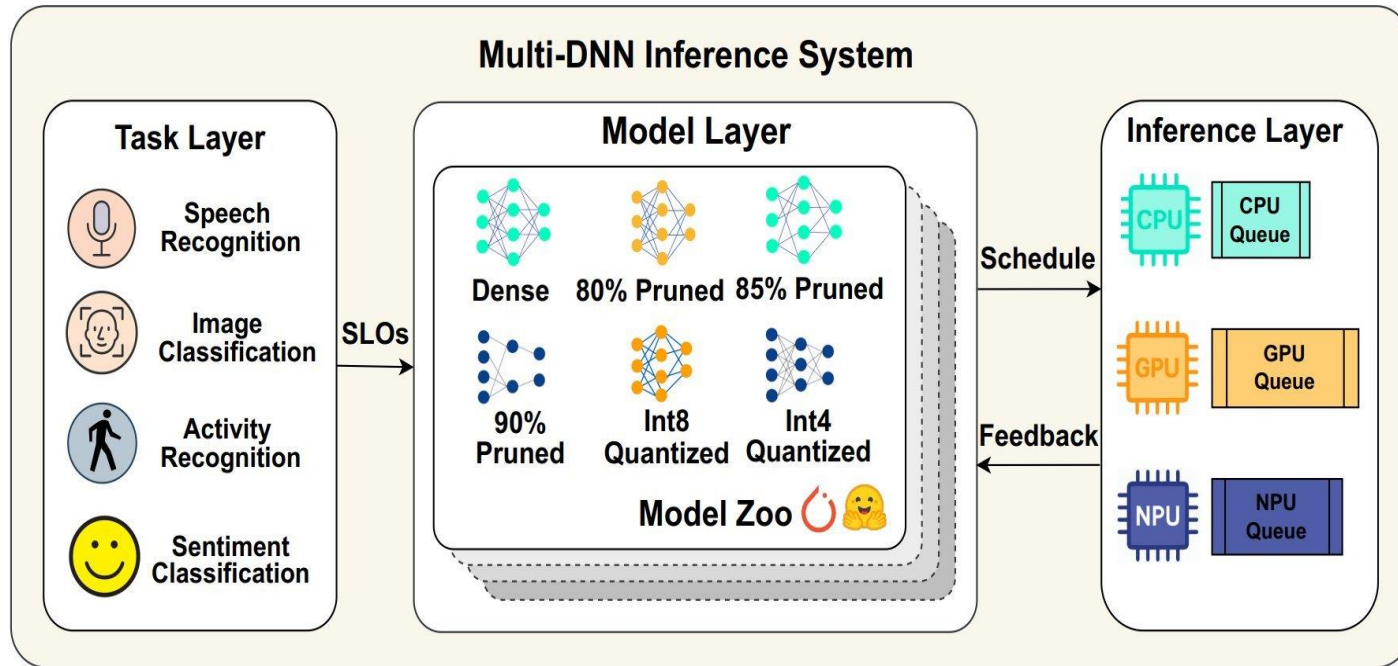 Multi-DNN Inference System
Task Layer
Speech
Recognition
Image
Classification
Activity
Recognition
Sentiment
Classification
SLOs
Model Layer
Dense
80% Pruned
85% Pruned
90%
Pruned
Int8
Quantized
Int4
Quantized
Model Zoo
Schedule
Feedback
Inference Layer
CPU
CPU
Queue
GPU
GPU
Queue
NPU
NPU
Queue